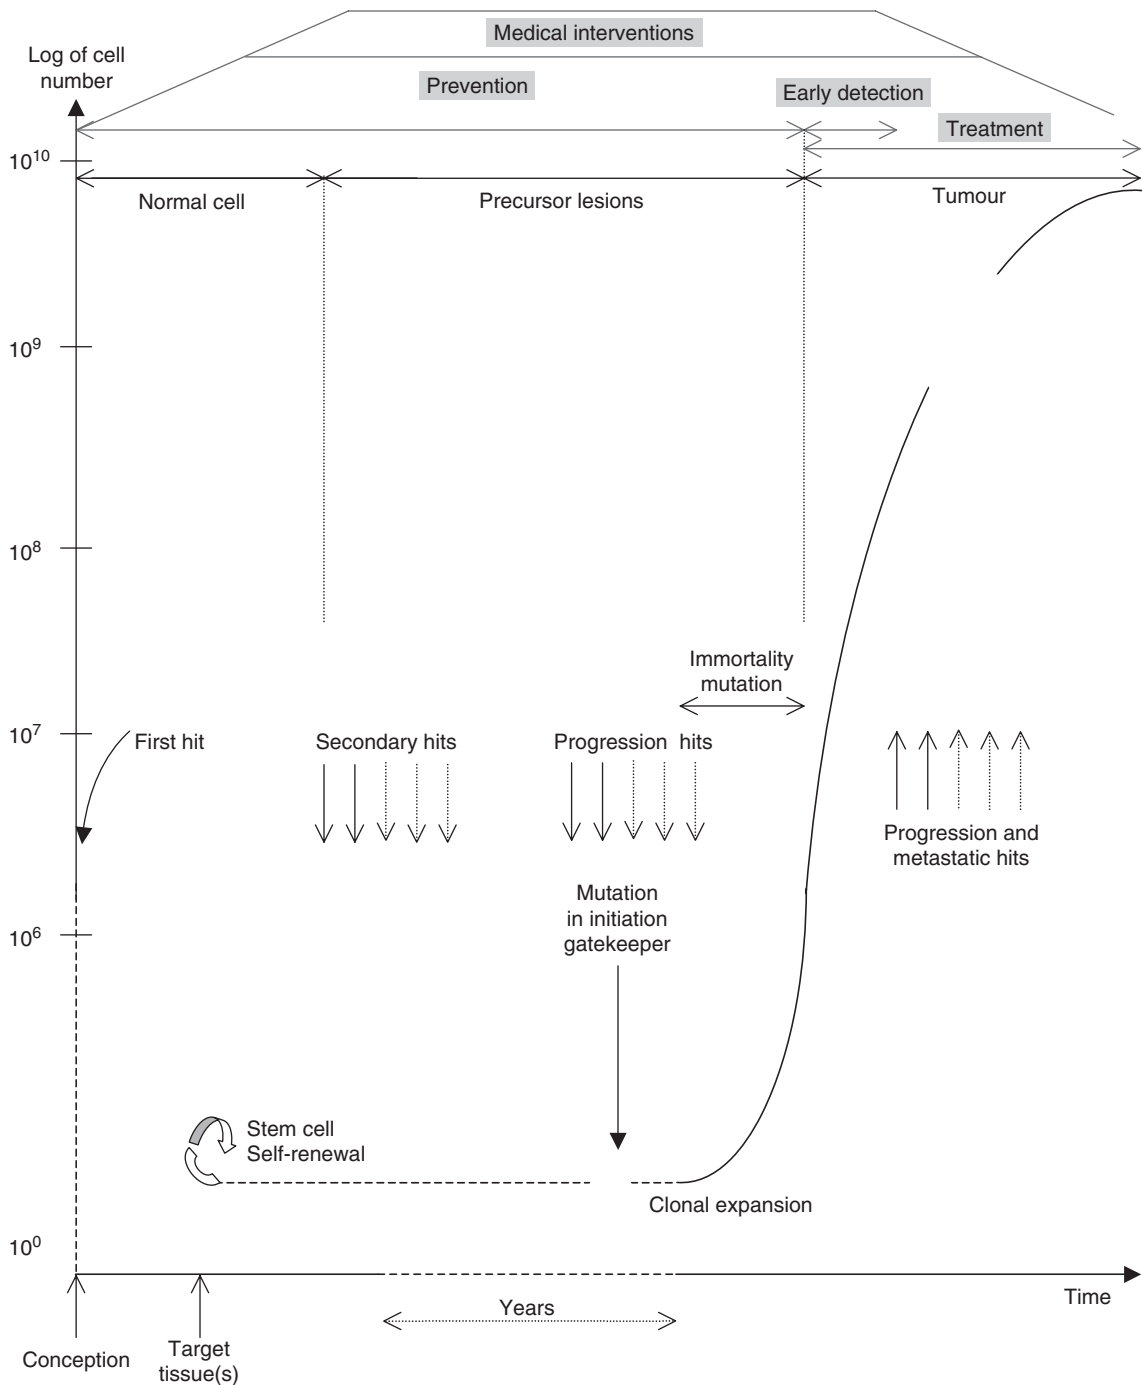 Medical interventions
Log of cell
number
Prevention
Early detection
Treatment
10^10
Normal cell
Precursor lesions
Tumour
10^9
10^8
Immortality
mutation
10^7
First hit
Secondary hits
Progression hits
Progression and
metastatic hits
Mutation
in initiation
gatekeeper
10^6
Stem cell
Self-renewal
Clonal expansion
10^0
Time
Years
Conception
Target
tissue(s)